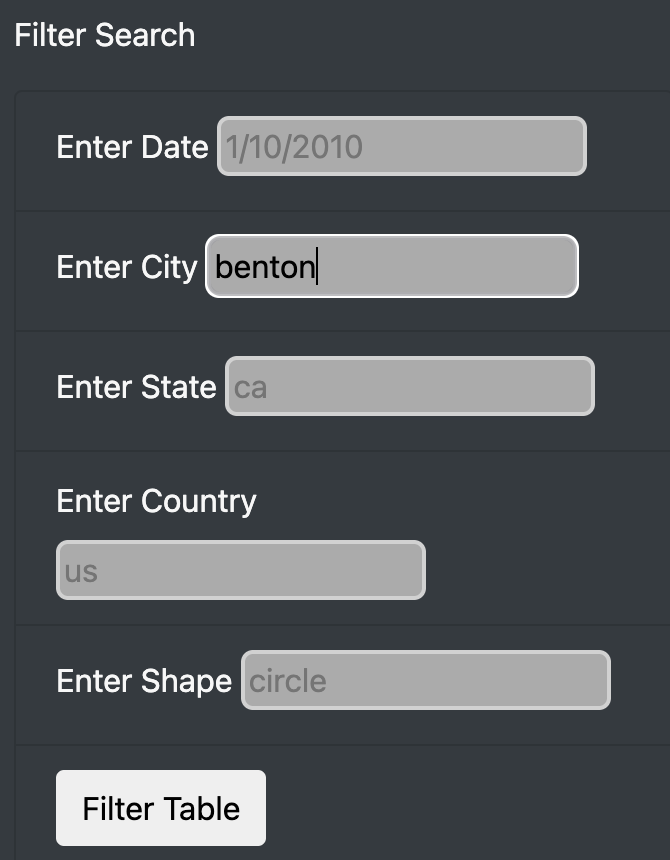 Filter Search
Enter Date 1/10/2010
Enter City benton
Enter State ca
Enter Country
us
Enter Shape circle
Filter Table